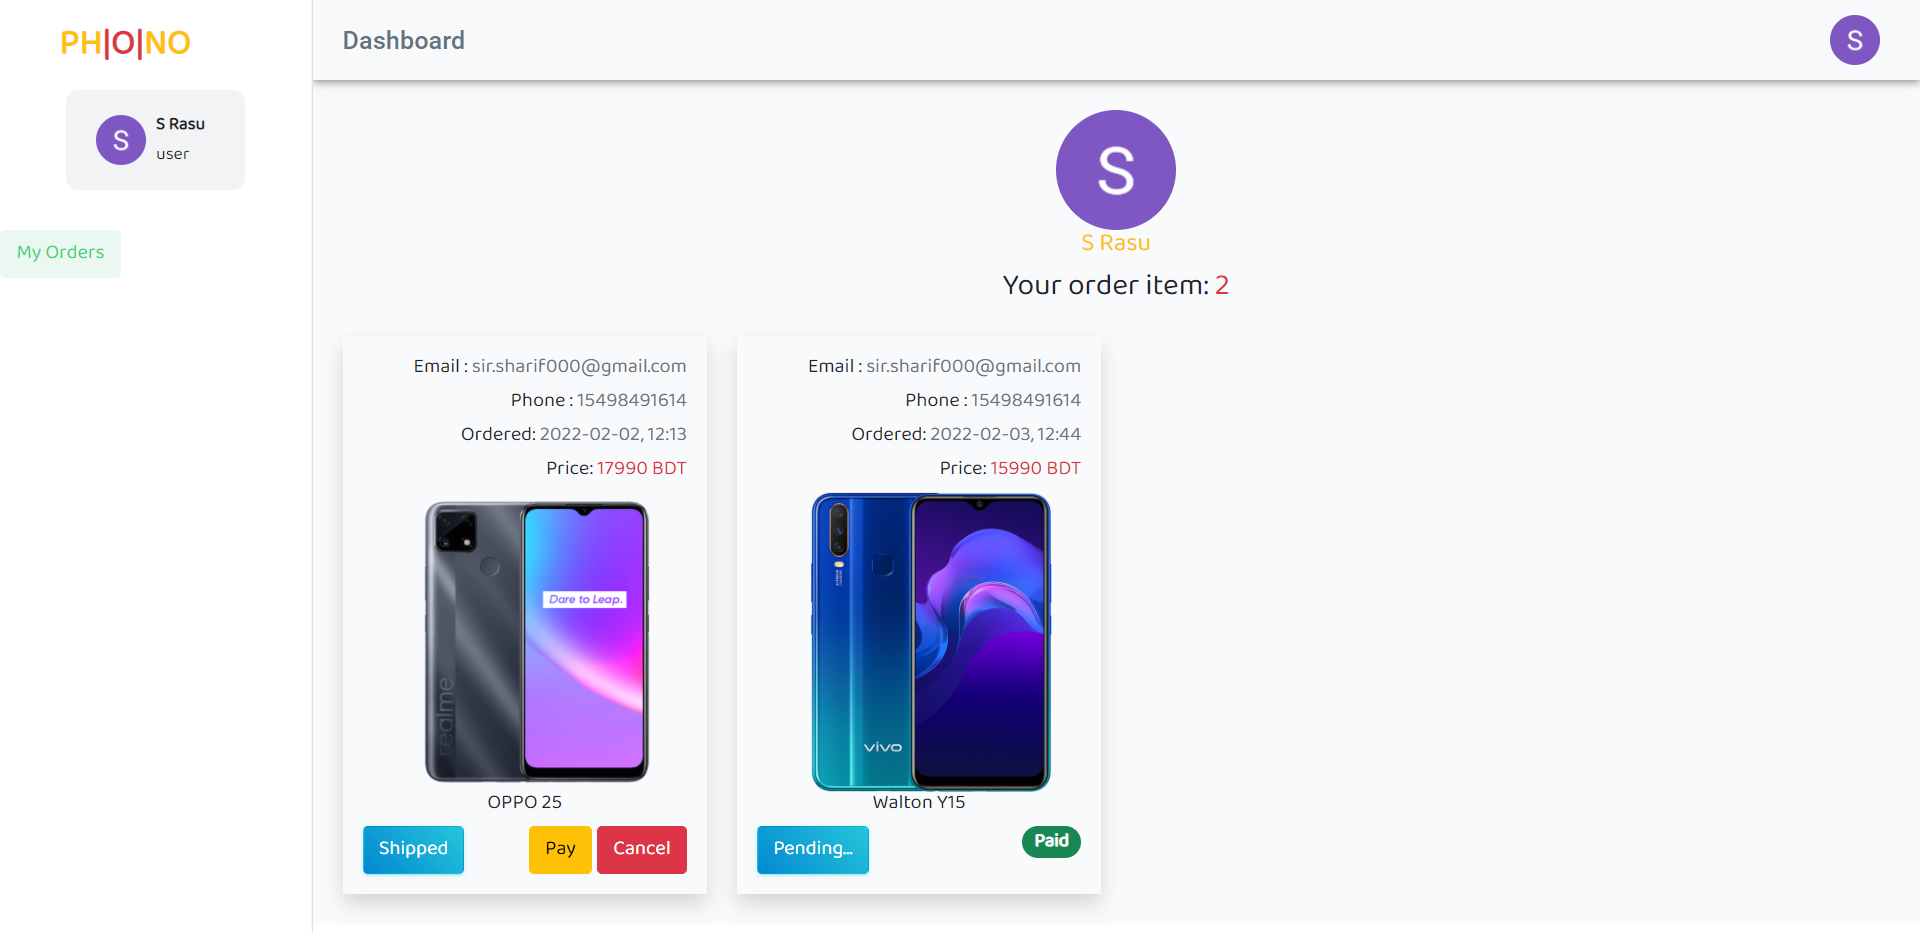 PH|O|NO
S
S Rasu
user
My Orders
Dashboard
S
S
S Rasu
Your order item: 2
Email : sir.sharif000@gmail.com
Phone : 15498491614
Ordered: 2022-02-02, 12:13
Price: 17990 BDT
Dare to Leap.
realme
OPPO 25
Shipped
Pay
Cancel
Email : sir.sharif000@gmail.com
Phone : 15498491614
Ordered: 2022-02-03, 12:44
Price: 15990 BDT
vivo
Walton Y15
Pending...
Paid